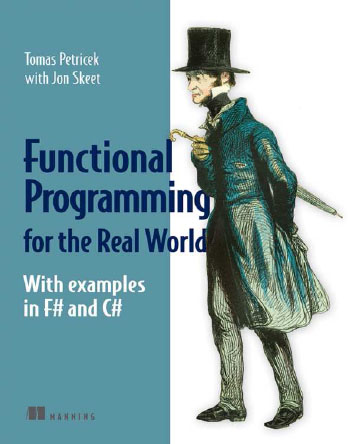 Tomas Petricek
with Jon Skeet
Functional
Programming
for the Real World
With examples
in F# and C#
MANNING